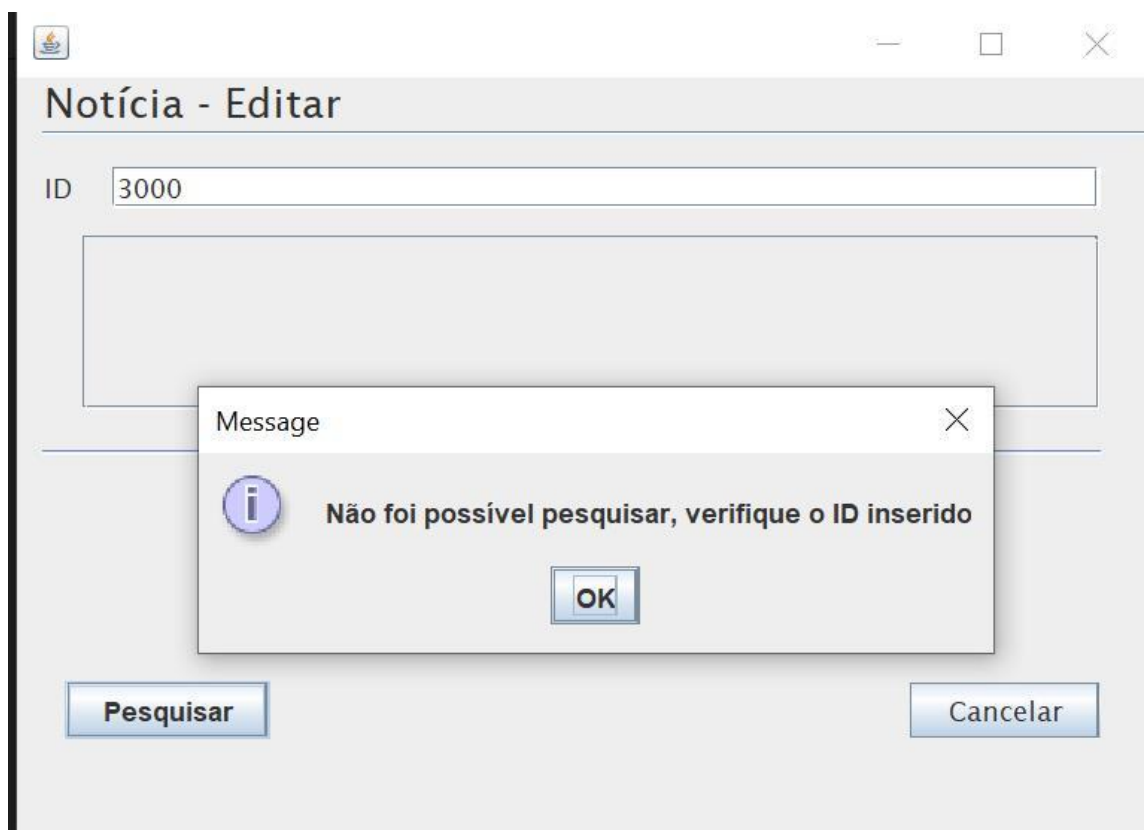 Notícia - Editar
ID 3000
Message
Não foi possível pesquisar, verifique o ID inserido
OK
Pesquisar Cancelar